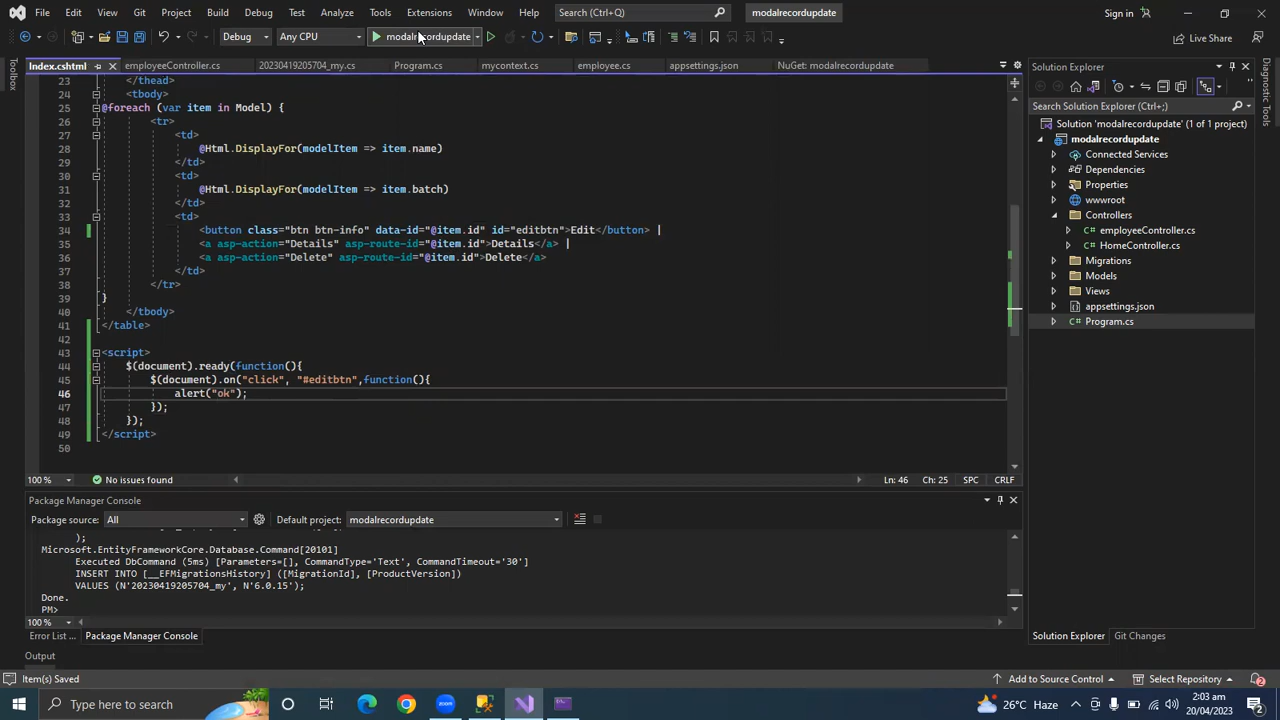 File Edit View Git Project Build Debug Test Analyze Tools Extensions Window Help Search (Ctrl+Q) modalrecordupdate Sign in
Debug Any CPU modalrecordupdate Live Share
Index.cshtml employeeController.cs 20230419205704_my.cs Program.cs mycontext.cs employee.cs appsettings.json NuGet: modalrecordupdate
Toolbox
23 </thead>
24 <tbody>
25 @foreach (var item in Model) {
26 <tr>
27 <td>
28 @Html.DisplayFor(modelItem => item.name)
29 </td>
30 <td>
31 @Html.DisplayFor(modelItem => item.batch)
32 </td>
33 <td>
34 <button class="btn btn-info" data-id="@item.id" id="editbtn">Edit</button> |
35 <a asp-action="Details" asp-route-id="@item.id">Details</a> |
36 <a asp-action="Delete" asp-route-id="@item.id">Delete</a>
37 </td>
38 </tr>
39 }
40 </tbody>
41 </table>
42
43 <script>
44 $(document).ready(function(){
45 $(document).on("click", "#editbtn",function(){
46 alert("ok");
47 });
48 });
49 </script>
50
100 % No issues found Ln: 46 Ch: 25 SPC CRLF
Package Manager Console
Package source: All Default project: modalrecordupdate
);
Microsoft.EntityFrameworkCore.Database.Command[20101]
Executed DbCommand (5ms) [Parameters=[], CommandType='Text', CommandTimeout='30']
INSERT INTO [__EFMigrationsHistory] ([MigrationId], [ProductVersion])
VALUES (N'20230419205704_my', N'6.0.15');
Done.
PM>
100 %
Error List ... Package Manager Console
Output
Solution Explorer
Search Solution Explorer (Ctrl+;)
Solution 'modalrecordupdate' (1 of 1 project)
modalrecordupdate
Connected Services
Dependencies
Properties
wwwroot
Controllers
C# employeeController.cs
C# HomeController.cs
Migrations
Models
Views
appsettings.json
C# Program.cs
Solution Explorer Git Changes
Diagnostic Tools
Item(s) Saved Add to Source Control Select Repository 2
Type here to search 26°C Haze 2:03 am
20/04/2023 2